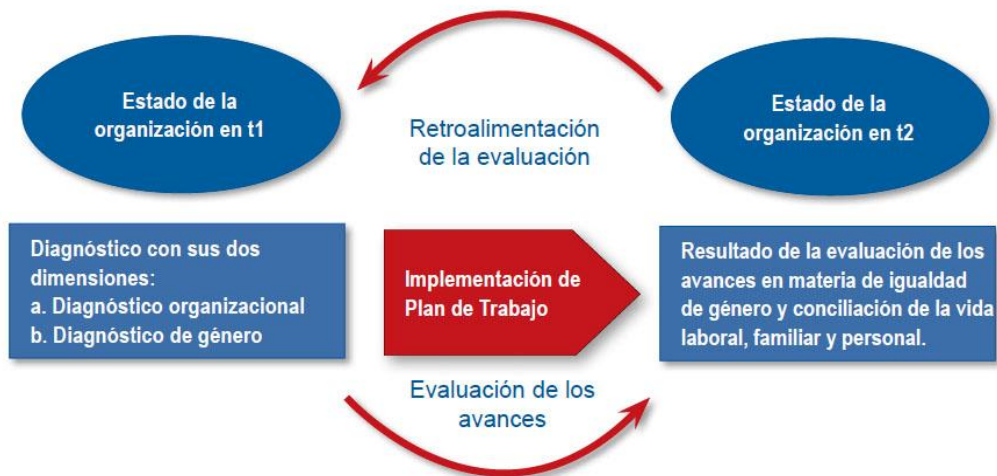 Estado de la
organización en t1
Retroalimentación
de la evaluación
Estado de la
organización en t2
Diagnóstico con sus dos
dimensiones:
a. Diagnóstico organizacional
b. Diagnóstico de género
Implementación de
Plan de Trabajo
Resultado de la evaluación de los
avances en materia de igualdad
de género y conciliación de la vida
laboral, familiar y personal.
Evaluación de los
avances